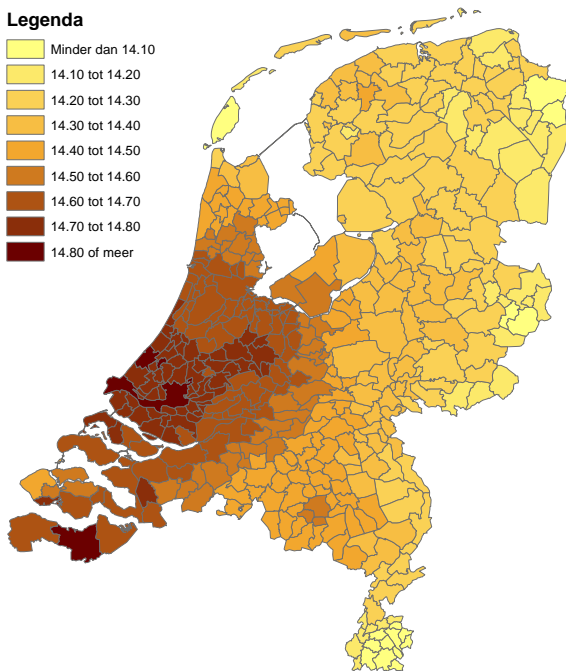 Legenda
Minder dan 14.10
14.10 tot 14.20
14.20 tot 14.30
14.30 tot 14.40
14.40 tot 14.50
14.50 tot 14.60
14.60 tot 14.70
14.70 tot 14.80
14.80 of meer